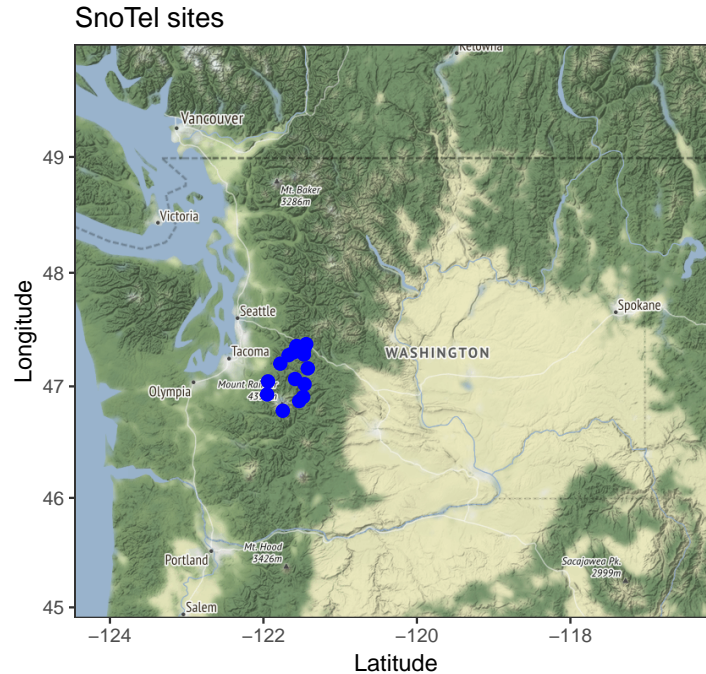 SnoTel sites
Kelowna
Vancouver
49
Mt. Baker
3286m
Victoria
48
Seattle
Spokane
Longitude
Tacoma
WASHINGTON
47
Olympia
Mount Rai
43
46
Portland
Mt. Hood
3426m
Sacajawea Pk.
2999m
45
Salem
−124
−122
−120
−118
Latitude